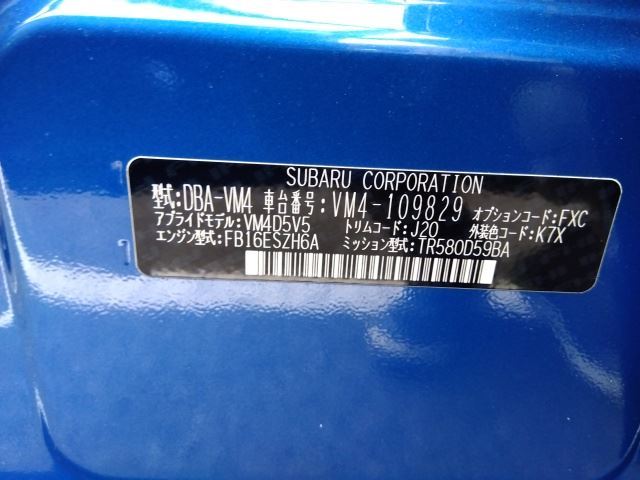 SUBARU CORPORATION
型式:DBA-VM4 車台番号:VM4-109829 オプションコード:FXC
アプライドモデル:VM4D5V5 トリムコード:J20 外装色コード:K7X
エンジン型式:FB16ESZH6A ミッション型式:TR580D59BA